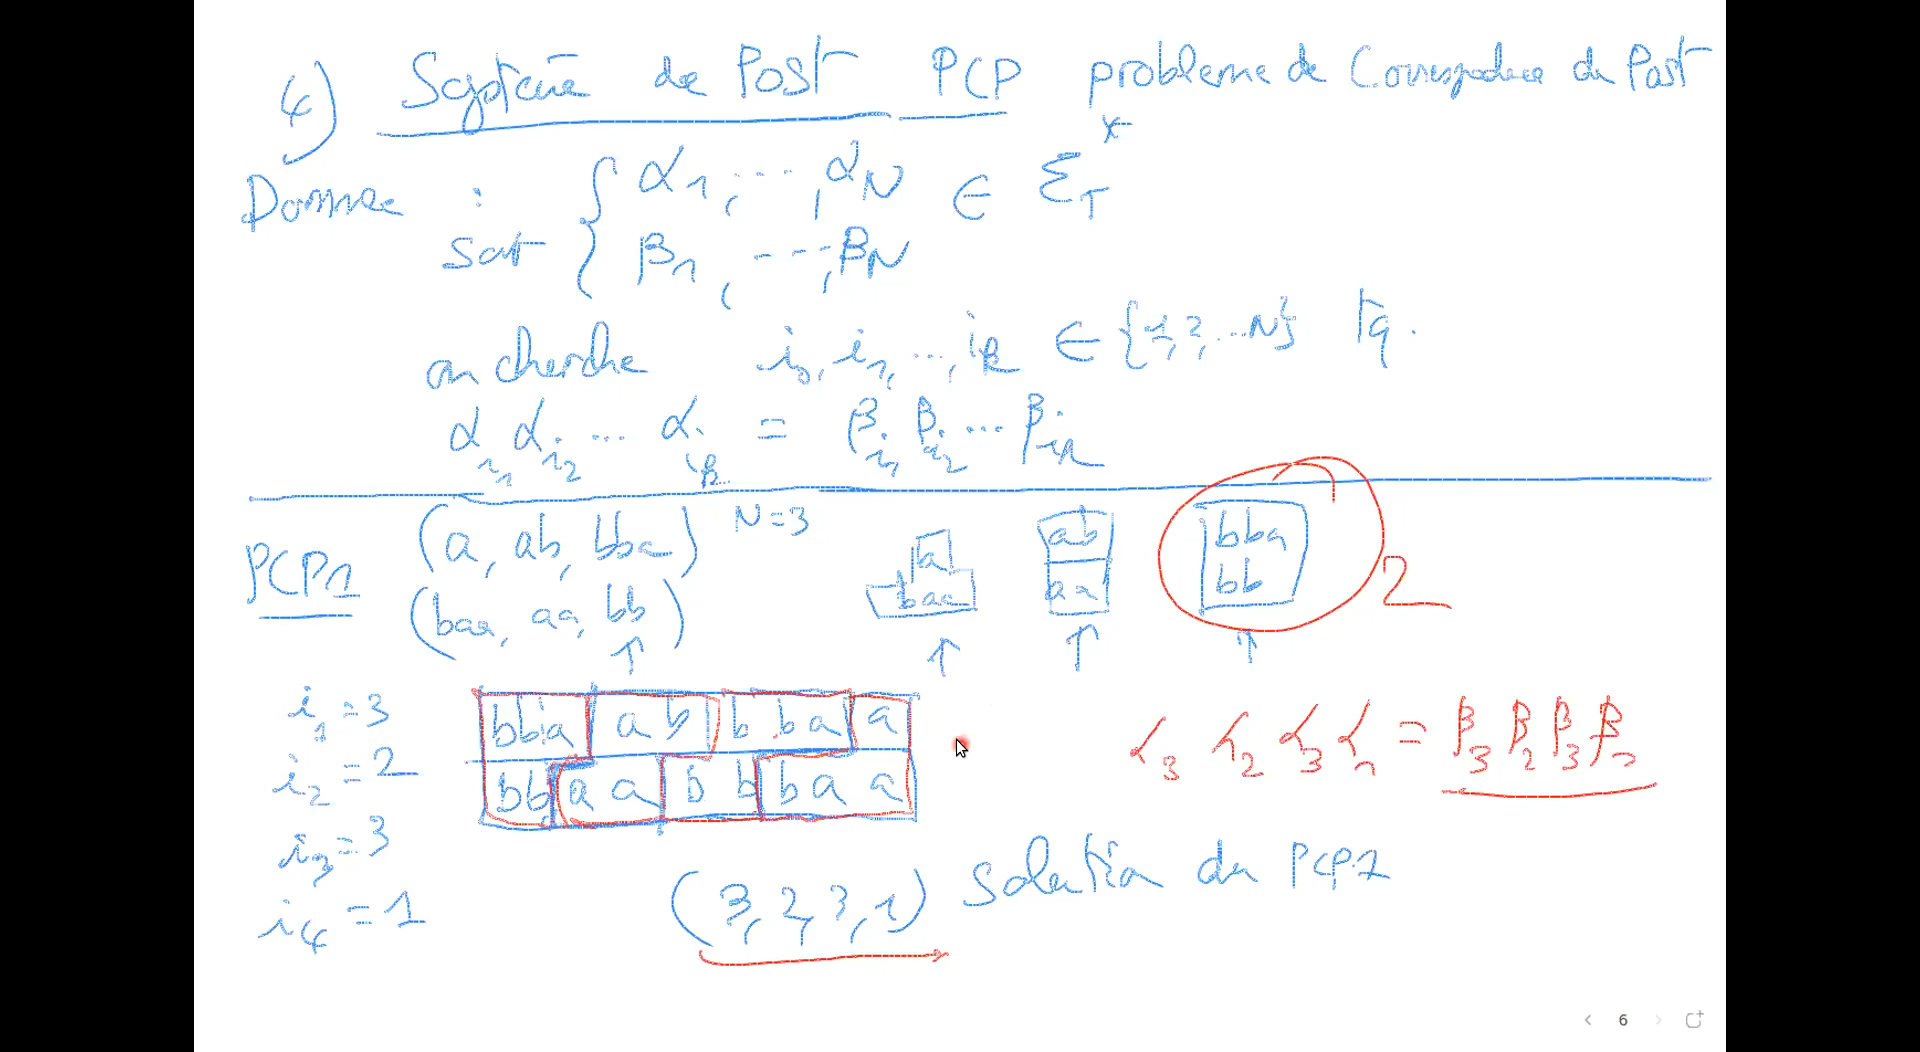 4) Système de Post PCP problème de Correspondance de Post
Donnée : { α1, ..., αN ∈ ΣT*
soit β1, ..., βN
on cherche i0, i1, ..., ik ∈ {1, 2, ...N} tq.
αi1 αi2 ... αik = βi1 βi2 ... βik
PCP1 (a, ab, bba) N=3
(baa, aa, bb)
↑
a
baa
↑
ab
aa
↑
bba
bb
↑
2
i1 = 3
i2 = 2
i3 = 3
i4 = 1
bba ab bba a
bb aa bb baa
α3 α2 α3 α1 = β3 β2 β3 β1
(3, 2, 3, 1) solution du PCP1
6